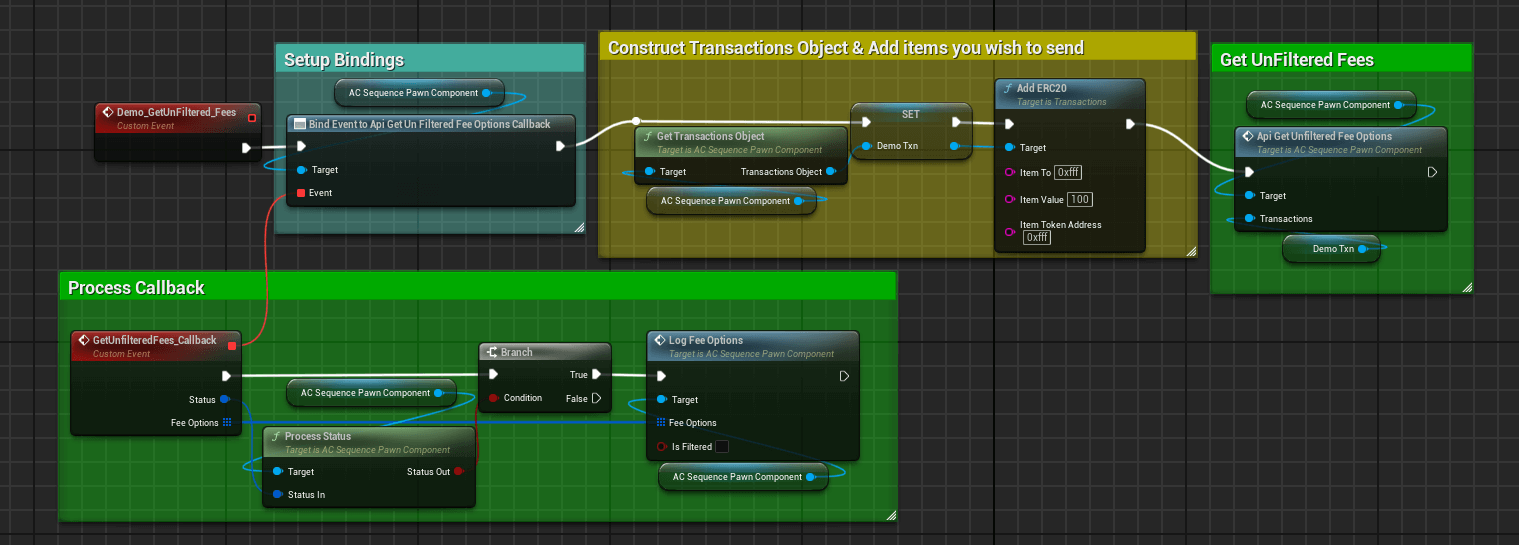 Setup Bindings
AC Sequence Pawn Component
Demo_GetUnFiltered_Fees
Custom Event
Bind Event to Api Get Un Filtered Fee Options Callback
Target
Event
Construct Transactions Object & Add items you wish to send
Get Transactions Object
Target is AC Sequence Pawn Component
Target
Transactions Object
AC Sequence Pawn Component
SET
Demo Txn
Add ERC20
Target is Transactions
Target
Item To 0xfff
Item Value 100
Item Token Address
0xfff
Get UnFiltered Fees
AC Sequence Pawn Component
Api Get Unfiltered Fee Options
Target is AC Sequence Pawn Component
Target
Transactions
Demo Txn
Process Callback
GetUnfilteredFees_Callback
Custom Event
Status
Fee Options
AC Sequence Pawn Component
Process Status
Target is AC Sequence Pawn Component
Target
Status Out
Status In
Branch
True
Condition
False
Log Fee Options
Target is AC Sequence Pawn Component
Target
Fee Options
Is Filtered
AC Sequence Pawn Component